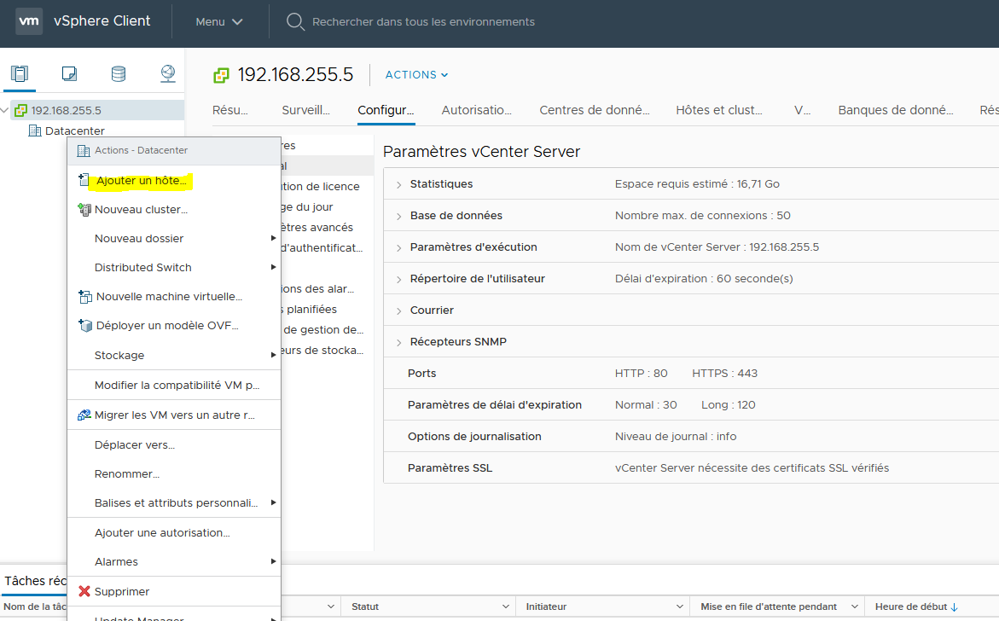 vm vSphere Client Menu Rechercher dans tous les environnements
192.168.255.5 ACTIONS
192.168.255.5
Datacenter
Résu... Surveill... Configur... Autorisatio... Centres de donné... Hôtes et clust... V... Banques de donné... Rés
Actions - Datacenter
Ajouter un hôte...
Nouveau cluster...
Nouveau dossier
Distributed Switch
Nouvelle machine virtuelle...
Déployer un modèle OVF...
Stockage
Modifier la compatibilité VM p...
Migrer les VM vers un autre r...
Déplacer vers...
Renommer...
Balises et attributs personnali...
Ajouter une autorisation...
Alarmes
Supprimer
Update Manager
res
al
tion de licence
ge du jour
ètres avancés
d'authentificat...
ions des alar...
s planifiées
de gestion de...
eurs de stocka...
Paramètres vCenter Server
Statistiques Espace requis estimé : 16,71 Go
Base de données Nombre max. de connexions : 50
Paramètres d'exécution Nom de vCenter Server : 192.168.255.5
Répertoire de l'utilisateur Délai d'expiration : 60 seconde(s)
Courrier
Récepteurs SNMP
Ports HTTP : 80 HTTPS : 443
Paramètres de délai d'expiration Normal : 30 Long : 120
Options de journalisation Niveau de journal : info
Paramètres SSL vCenter Server nécessite des certificats SSL vérifiés
Tâches réc
Nom de la tâc Statut Initiateur Mise en file d'attente pendant Heure de début